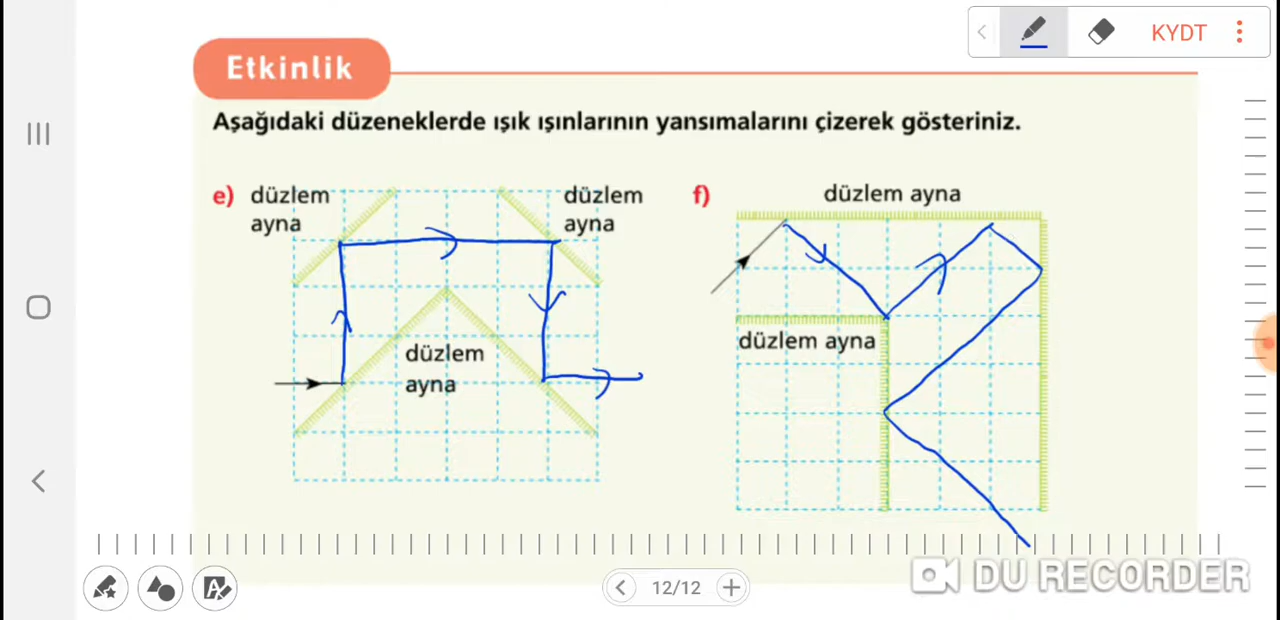 KYDT
Etkinlik
Aşağıdaki düzeneklerde ışık ışınlarının yansımalarını çizerek gösteriniz.
e) düzlem
ayna
düzlem
ayna
düzlem
ayna
f) düzlem ayna
düzlem ayna
12/12
DU RECORDER